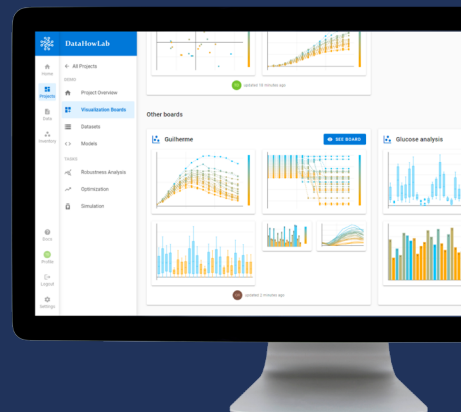 DataHowLab
updated 16 minutes ago
Home
Projects
Data
Inventory
Docs
Profile
Logout
Settings
← All Projects
DEMO
Project Overview
Visualization Boards
Datasets
Models
TASKS
Robustness Analysis
Optimization
Simulation
Other boards
Guilherme
SEE BOARD
Glucose analysis
updated 2 minutes ago